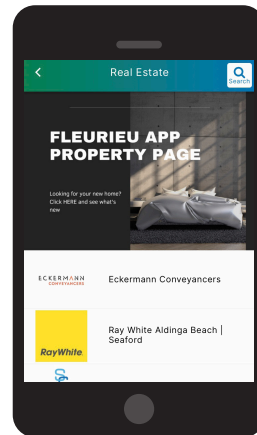 Real Estate
Search
FLEURIEU APP
PROPERTY PAGE
Looking for your new home?
Click HERE and see what's
new
ECKERMANN
CONVEYANCERS
Eckermann Conveyancers
RayWhite.
Ray White Aldinga Beach |
Seaford